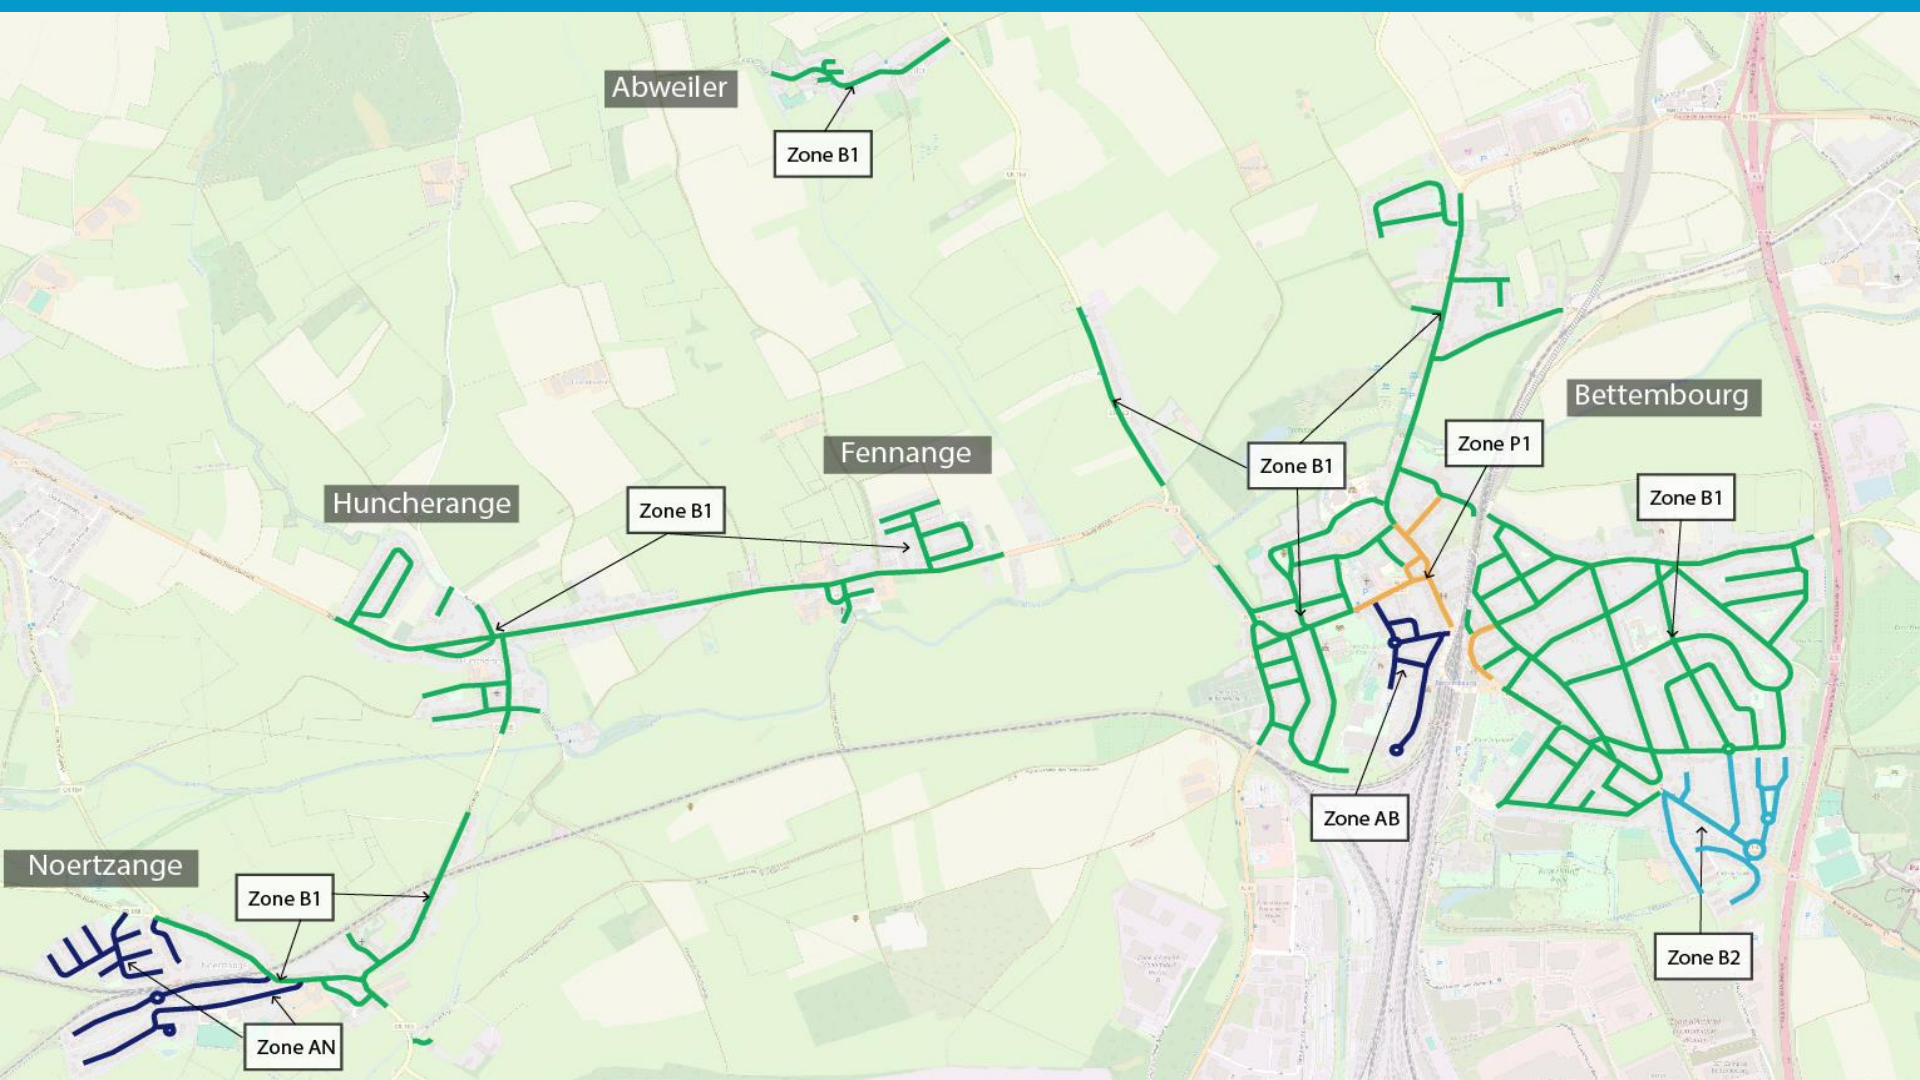 Abweiler
Zone B1
Bettembourg
Zone P1
Fennange
Zone B1
Huncherange
Zone B1
Zone B1
Zone AB
Noertzange
Zone B1
Zone B2
Zone AN